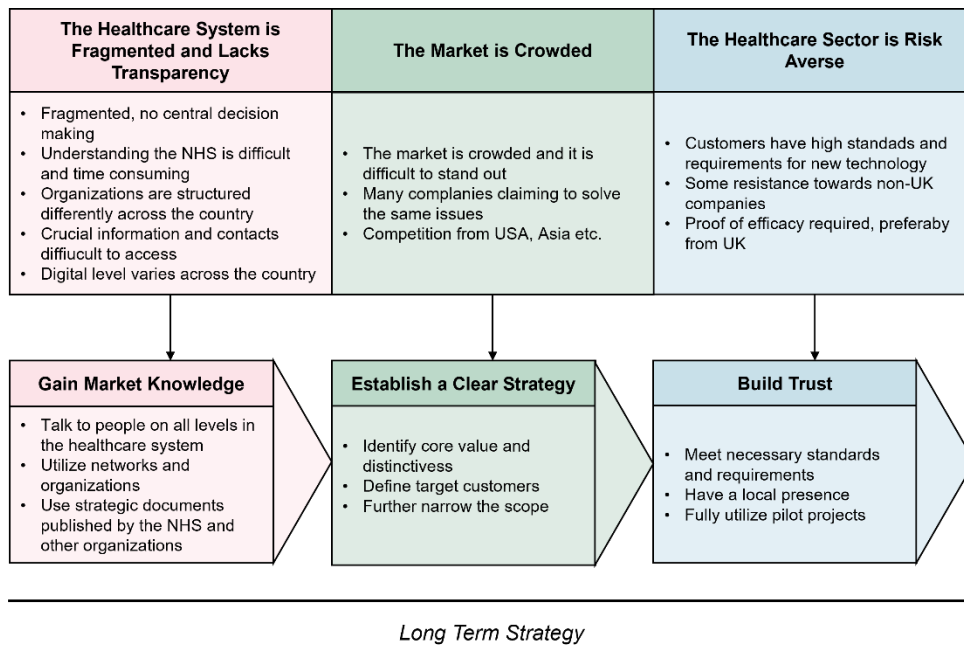 The Healthcare System is
Fragmented and Lacks
Transparency
• Fragmented, no central decision
making
• Understanding the NHS is difficult
and time consuming
• Organizations are structured
differently across the country
• Crucial information and contacts
diffiucult to access
• Digital level varies across the country
The Market is Crowded
• The market is crowded and it is
difficult to stand out
• Many complanies claiming to solve
the same issues
• Competition from USA, Asia etc.
The Healthcare Sector is Risk
Averse
• Customers have high standads and
requirements for new technology
• Some resistance towards non-UK
companies
• Proof of efficacy required, preferaby
from UK
Gain Market Knowledge
• Talk to people on all levels in
the healthcare system
• Utilize networks and
organizations
• Use strategic documents
published by the NHS and
other organizations
Establish a Clear Strategy
• Identify core value and
distinctivess
• Define target customers
• Further narrow the scope
Build Trust
• Meet necessary standards
and requirements
• Have a local presence
• Fully utilize pilot projects
Long Term Strategy